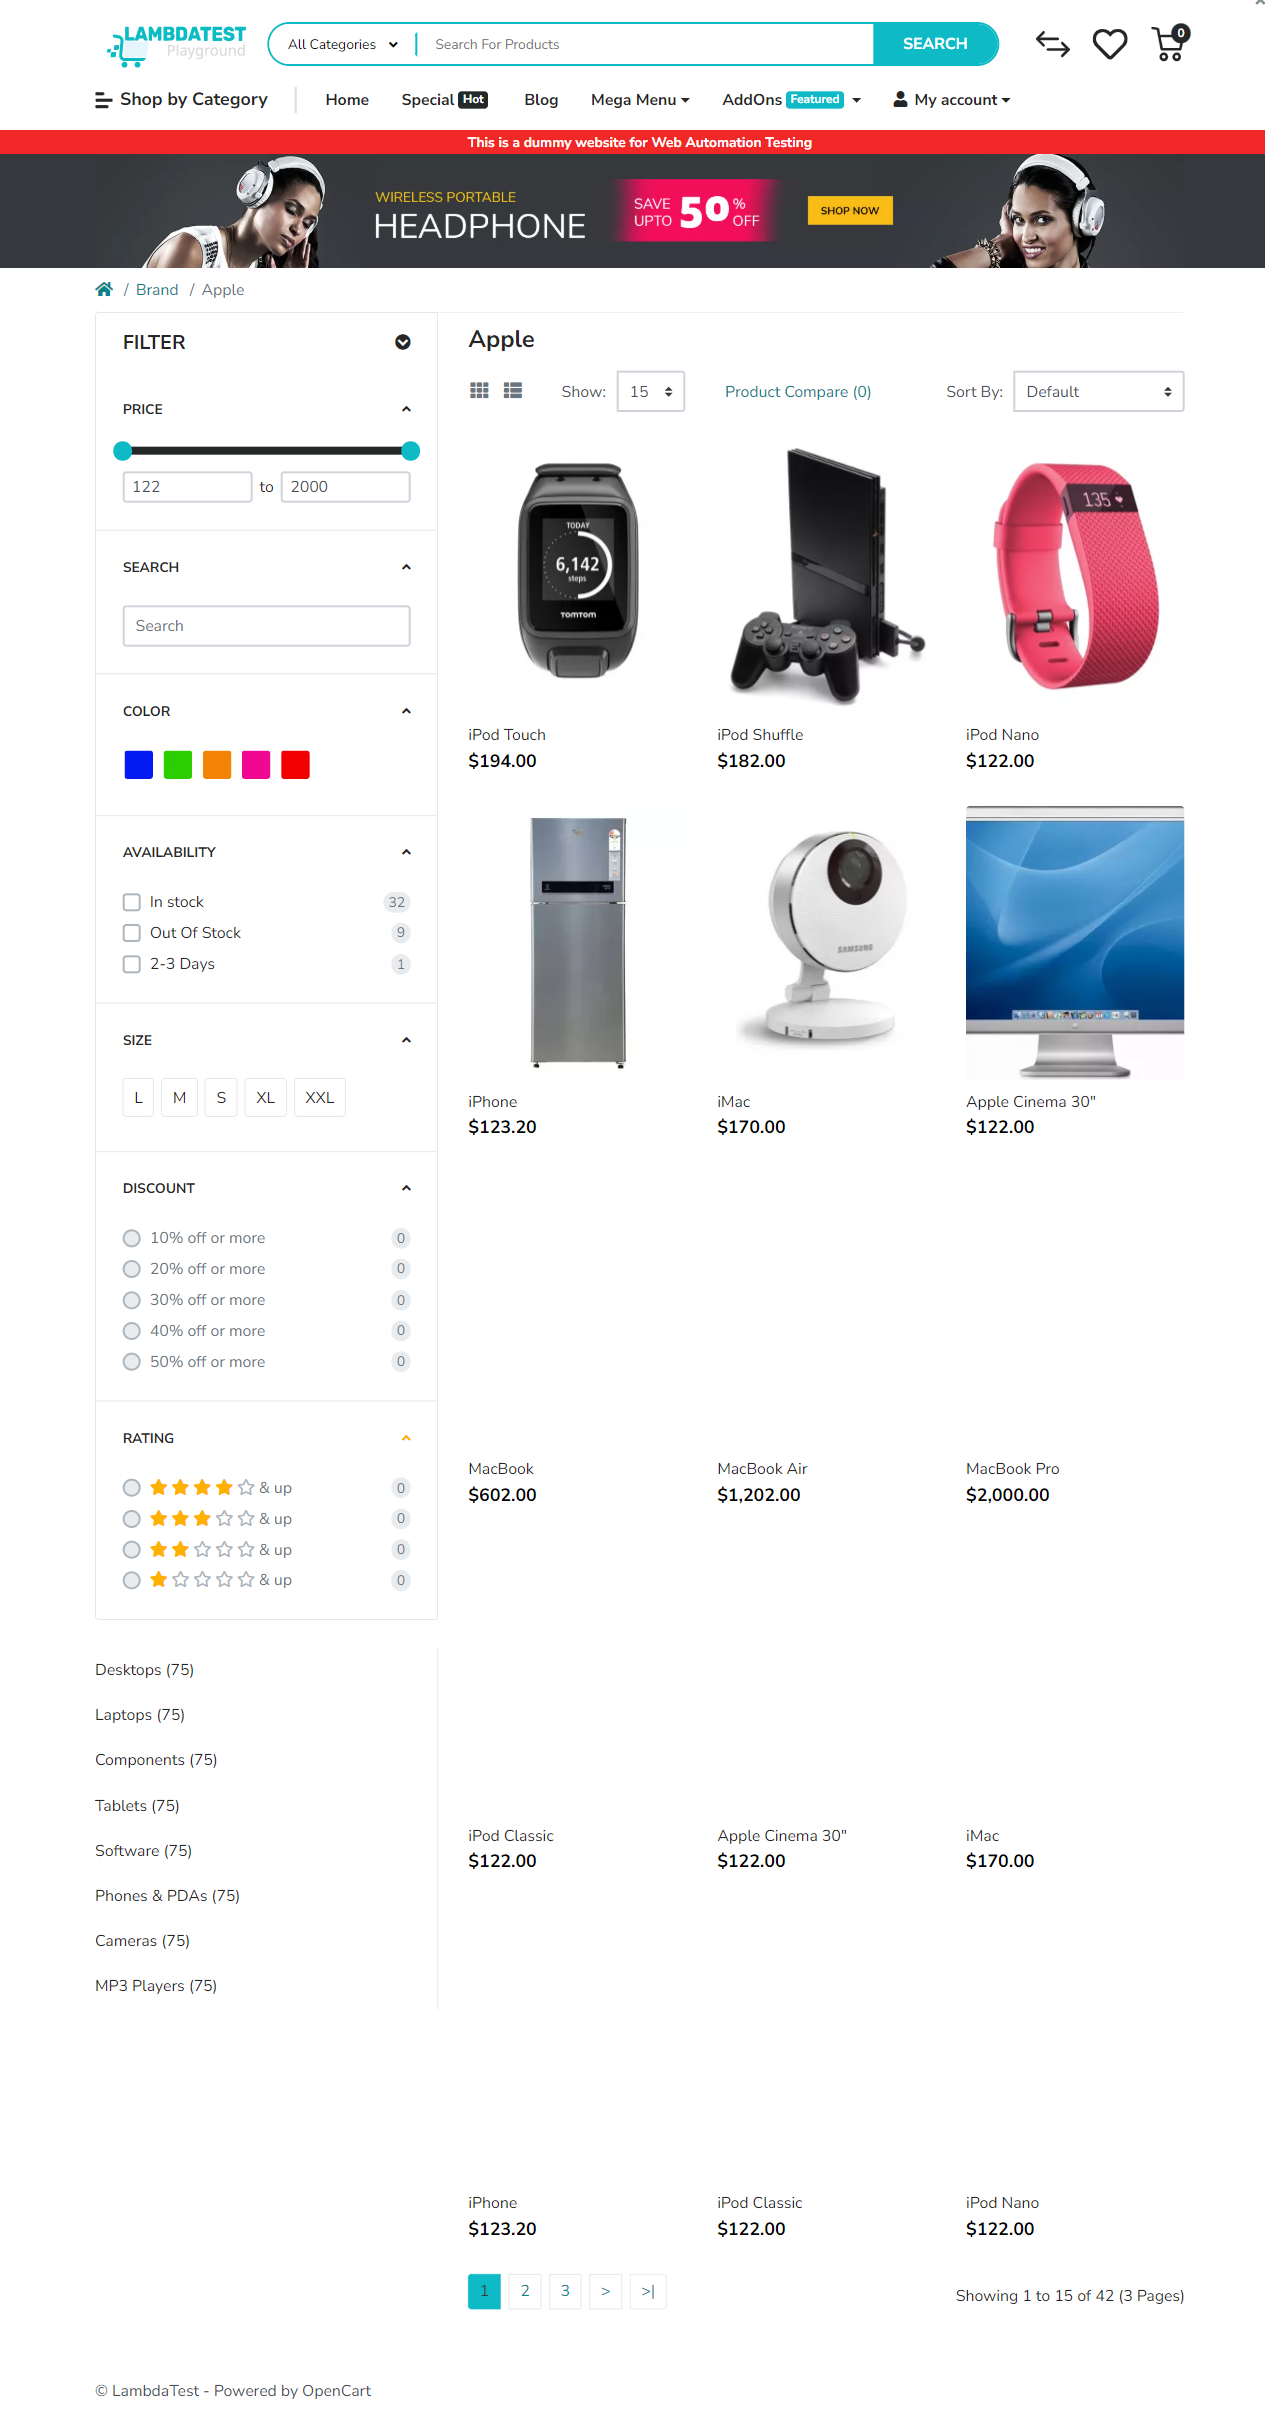 LAMBDATEST
Playground
All Categories
Search For Products
SEARCH
0
Shop by Category
Home
Special Hot
Blog
Mega Menu
AddOns Featured
My account
This is a dummy website for Web Automation Testing
WIRELESS PORTABLE
HEADPHONE
SAVE UPTO 50% OFF
SHOP NOW
/ Brand / Apple
FILTER
PRICE
122 to 2000
SEARCH
Search
COLOR
AVAILABILITY
In stock 32
Out Of Stock 9
2-3 Days 1
SIZE
L M S XL XXL
DISCOUNT
10% off or more 0
20% off or more 0
30% off or more 0
40% off or more 0
50% off or more 0
RATING
& up 0
& up 0
& up 0
& up 0
Desktops (75)
Laptops (75)
Components (75)
Tablets (75)
Software (75)
Phones & PDAs (75)
Cameras (75)
MP3 Players (75)
Apple
Show: 15
Product Compare (0)
Sort By: Default
TODAY
6,142
steps
TOMTOM
135
iPod Touch
$194.00
iPod Shuffle
$182.00
iPod Nano
$122.00
SAMSUNG
iPhone
$123.20
iMac
$170.00
Apple Cinema 30"
$122.00
MacBook
$602.00
MacBook Air
$1,202.00
MacBook Pro
$2,000.00
iPod Classic
$122.00
Apple Cinema 30"
$122.00
iMac
$170.00
iPhone
$123.20
iPod Classic
$122.00
iPod Nano
$122.00
1 2 3 > >|
Showing 1 to 15 of 42 (3 Pages)
© LambdaTest - Powered by OpenCart